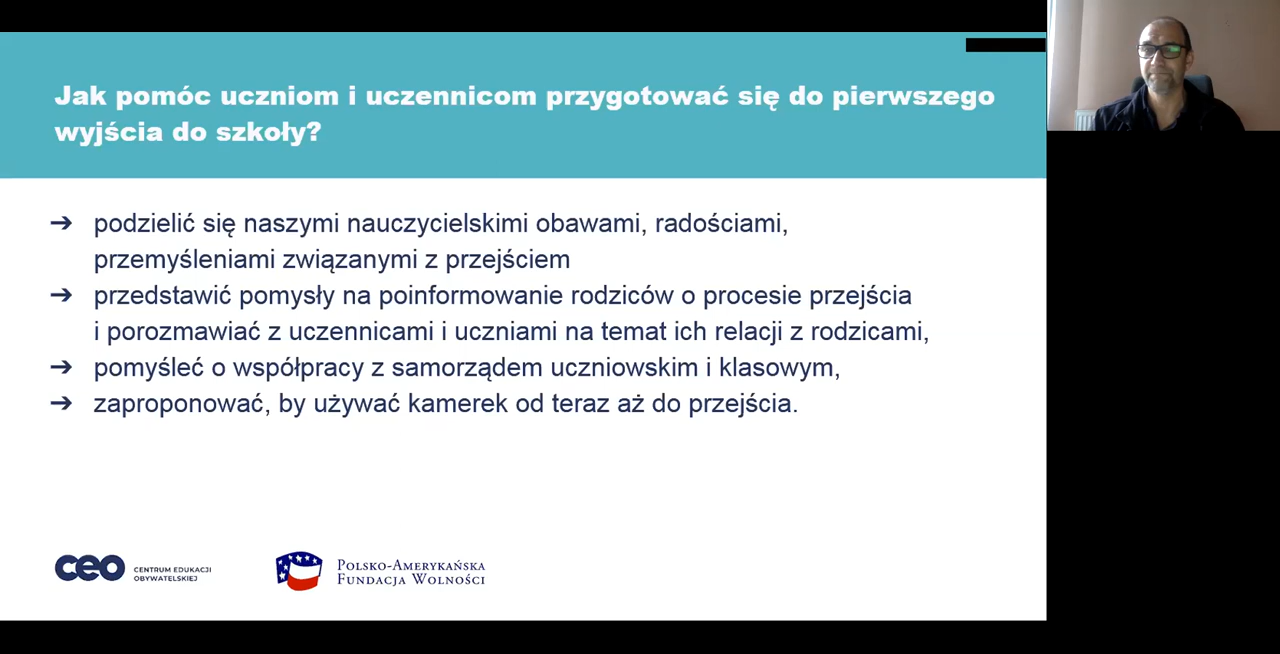 Jak pomóc uczniom i uczennicom przygotować się do pierwszego
wyjścia do szkoły?
➔ podzielić się naszymi nauczycielskimi obawami, radościami,
przemyśleniami związanymi z przejściem
➔ przedstawić pomysły na poinformowanie rodziców o procesie przejścia
i porozmawiać z uczennicami i uczniami na temat ich relacji z rodzicami,
➔ pomyśleć o współpracy z samorządem uczniowskim i klasowym,
➔ zaproponować, by używać kamerek od teraz aż do przejścia.
ceo CENTRUM EDUKACJI
OBYWATELSKIEJ
Polsko-Amerykańska
Fundacja Wolności